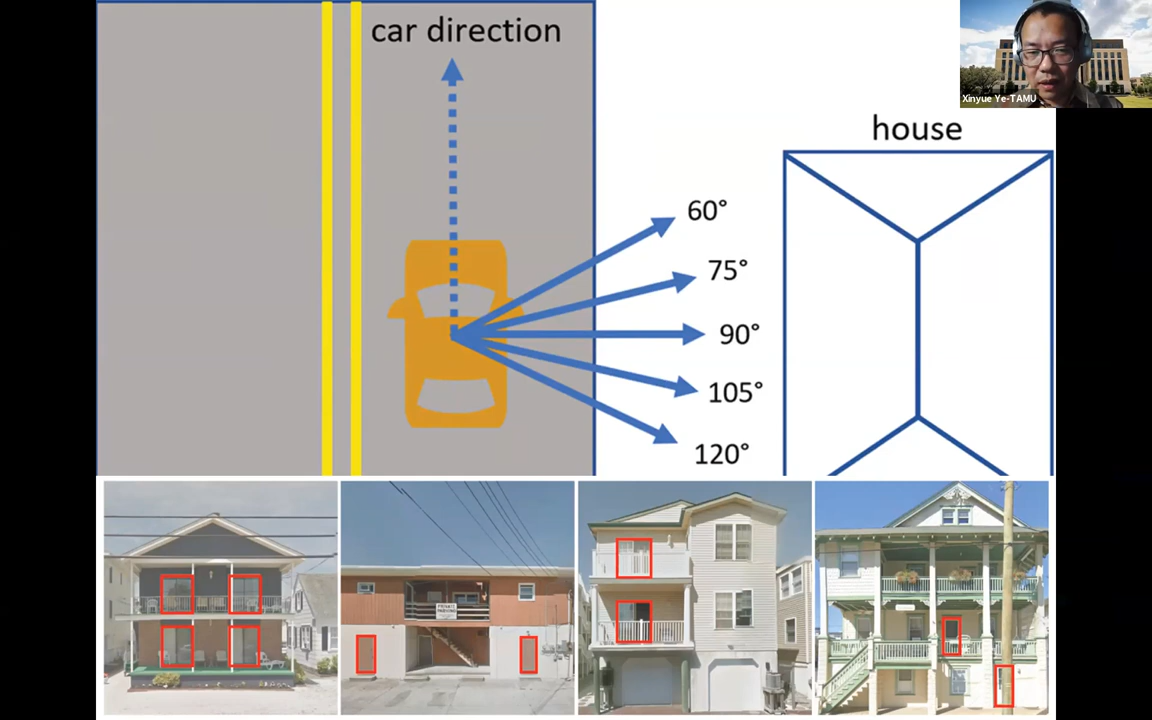 car direction
Xinyue Ye-TAMU
house
60°
75°
90°
105°
120°
PRIVATE
PARKING